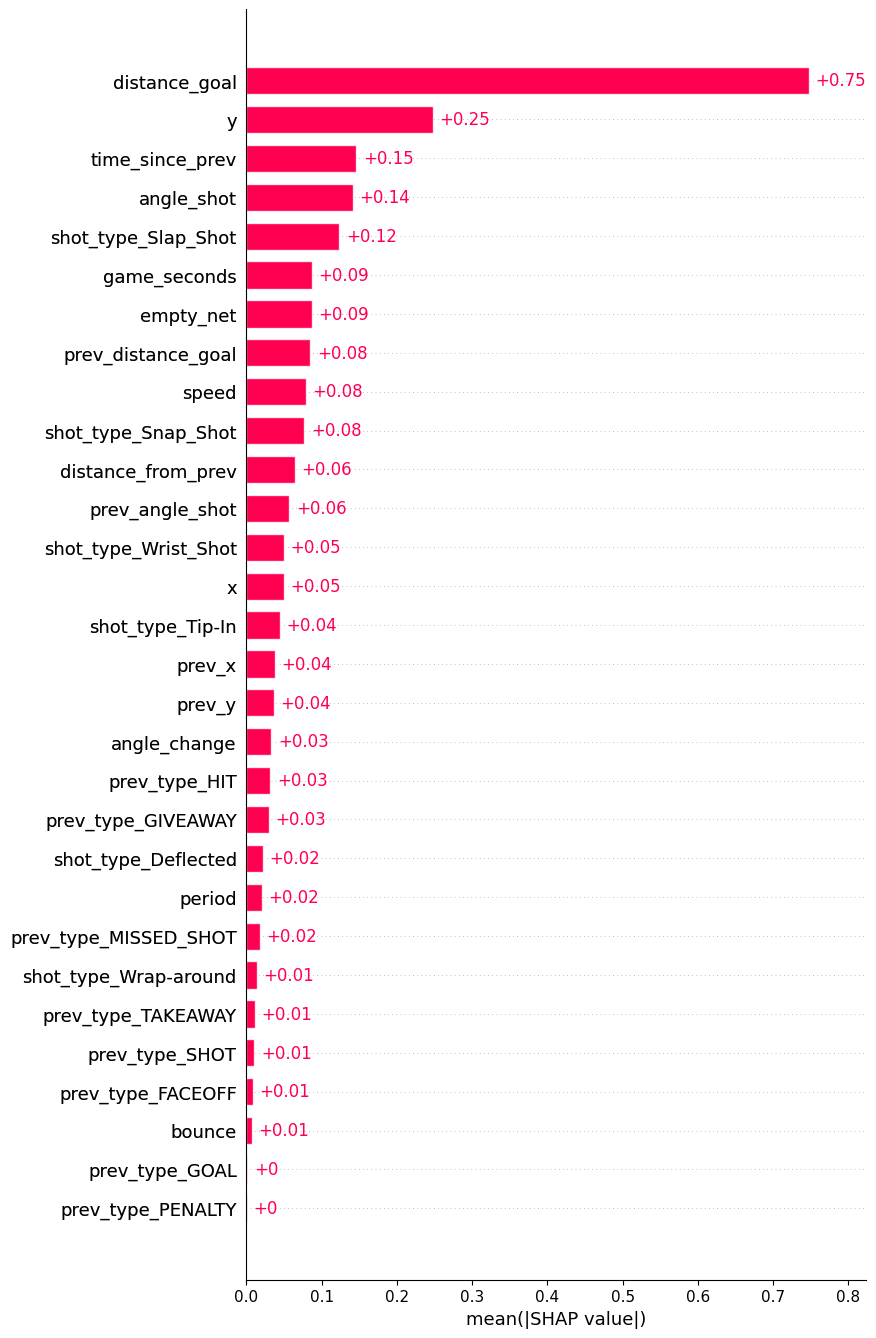 distance_goal +0.75
y +0.25
time_since_prev +0.15
angle_shot +0.14
shot_type_Slap_Shot +0.12
game_seconds +0.09
empty_net +0.09
prev_distance_goal +0.08
speed +0.08
shot_type_Snap_Shot +0.08
distance_from_prev +0.06
prev_angle_shot +0.06
shot_type_Wrist_Shot +0.05
x +0.05
shot_type_Tip-In +0.04
prev_x +0.04
prev_y +0.04
angle_change +0.03
prev_type_HIT +0.03
prev_type_GIVEAWAY +0.03
shot_type_Deflected +0.02
period +0.02
prev_type_MISSED_SHOT +0.02
shot_type_Wrap-around +0.01
prev_type_TAKEAWAY +0.01
prev_type_SHOT +0.01
prev_type_FACEOFF +0.01
bounce +0.01
prev_type_GOAL +0
prev_type_PENALTY +0
0.0 0.1 0.2 0.3 0.4 0.5 0.6 0.7 0.8
mean(|SHAP value|)